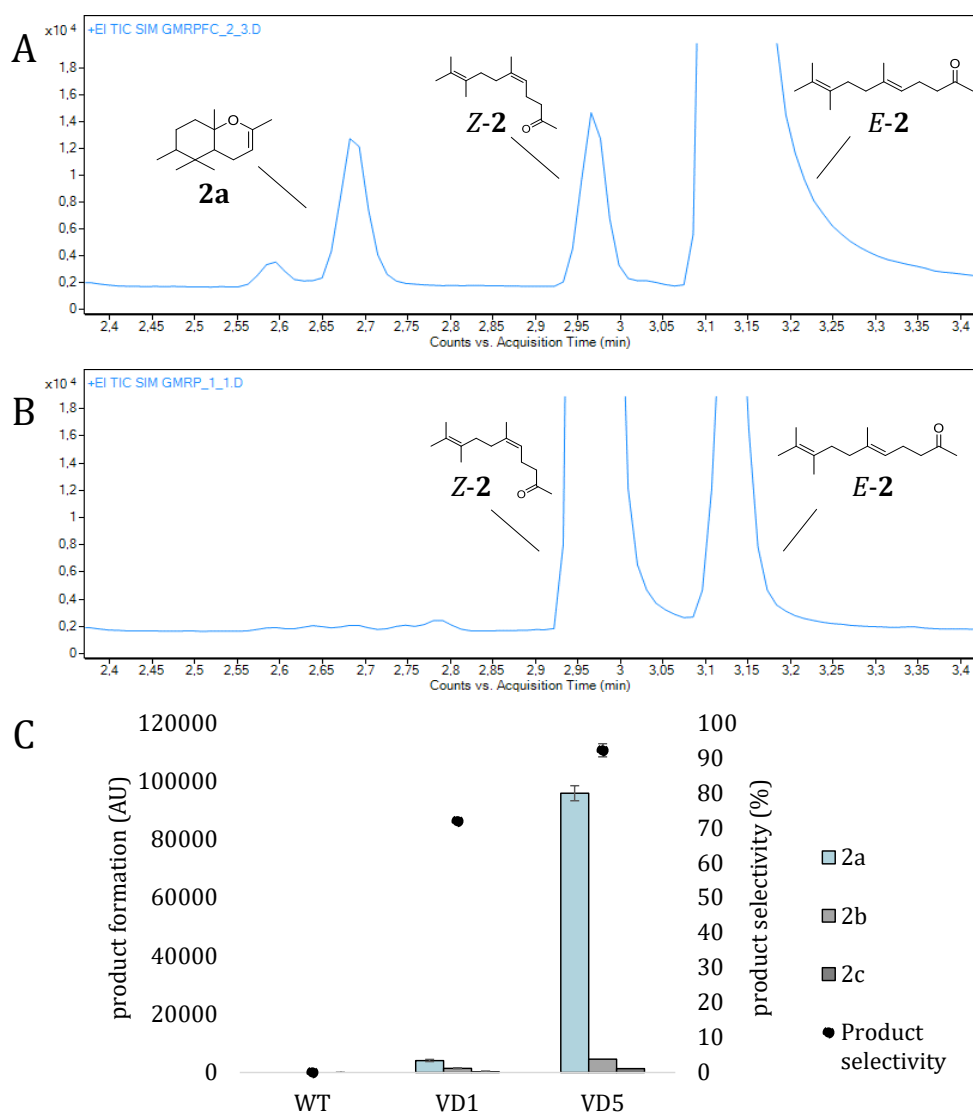 A
x10 4
+EI TIC SIM GMRPFC_2_3.D
1,8
1,6
1,4
1,2
1
0,8
0,6
0,4
0,2
0
O
2a
O
Z-2
O
E-2
2,4 2,45 2,5 2,55 2,6 2,65 2,7 2,75 2,8 2,85 2,9 2,95 3 3,05 3,1 3,15 3,2 3,25 3,3 3,35 3,4
Counts vs. Acquisition Time (min)
B
x10 4
+EI TIC SIM GMRP_1_1.D
1,8
1,6
1,4
1,2
1
0,8
0,6
0,4
0,2
0
O
Z-2
O
E-2
2,4 2,45 2,5 2,55 2,6 2,65 2,7 2,75 2,8 2,85 2,9 2,95 3 3,05 3,1 3,15 3,2 3,25 3,3 3,35 3,4
Counts vs. Acquisition Time (min)
C
product formation (AU)
120000
100000
80000
60000
40000
20000
0
WT VD1 VD5
100
90
80
70
60
50
40
30
20
10
0
product selectivity (%)
2a
2b
2c
Product
selectivity